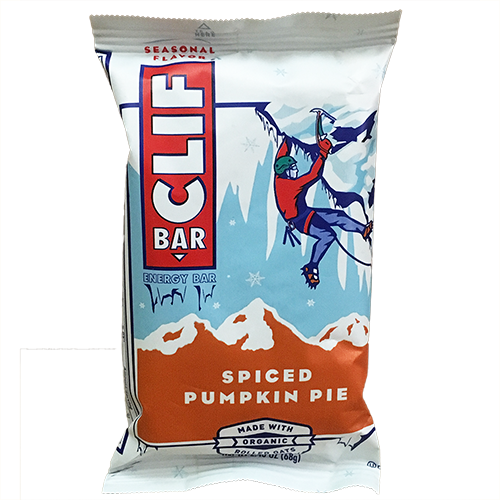 SEASONAL
FLAVOR
CLIF
BAR
ENERGY BAR
SPICED
PUMPKIN PIE
MADE WITH
ORGANIC
ROLLED OATS